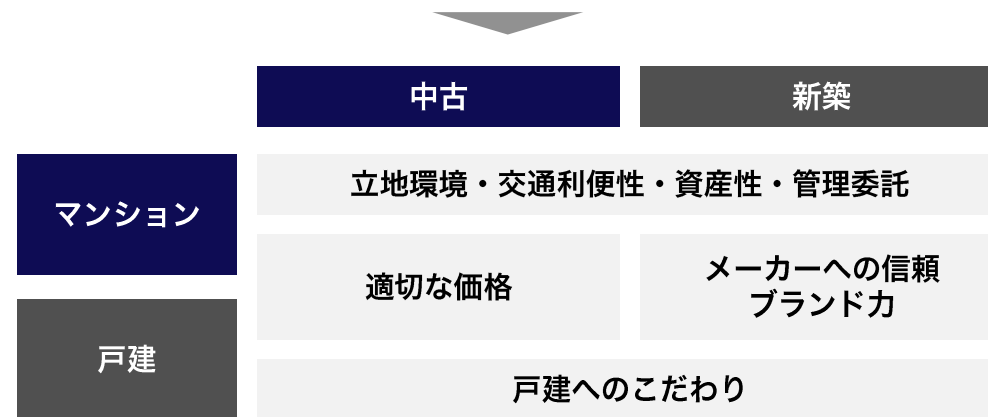 中古
新築
マンション
立地環境・交通利便性・資産性・管理委託
適切な価格
メーカーへの信頼
ブランド力
戸建
戸建へのこだわり